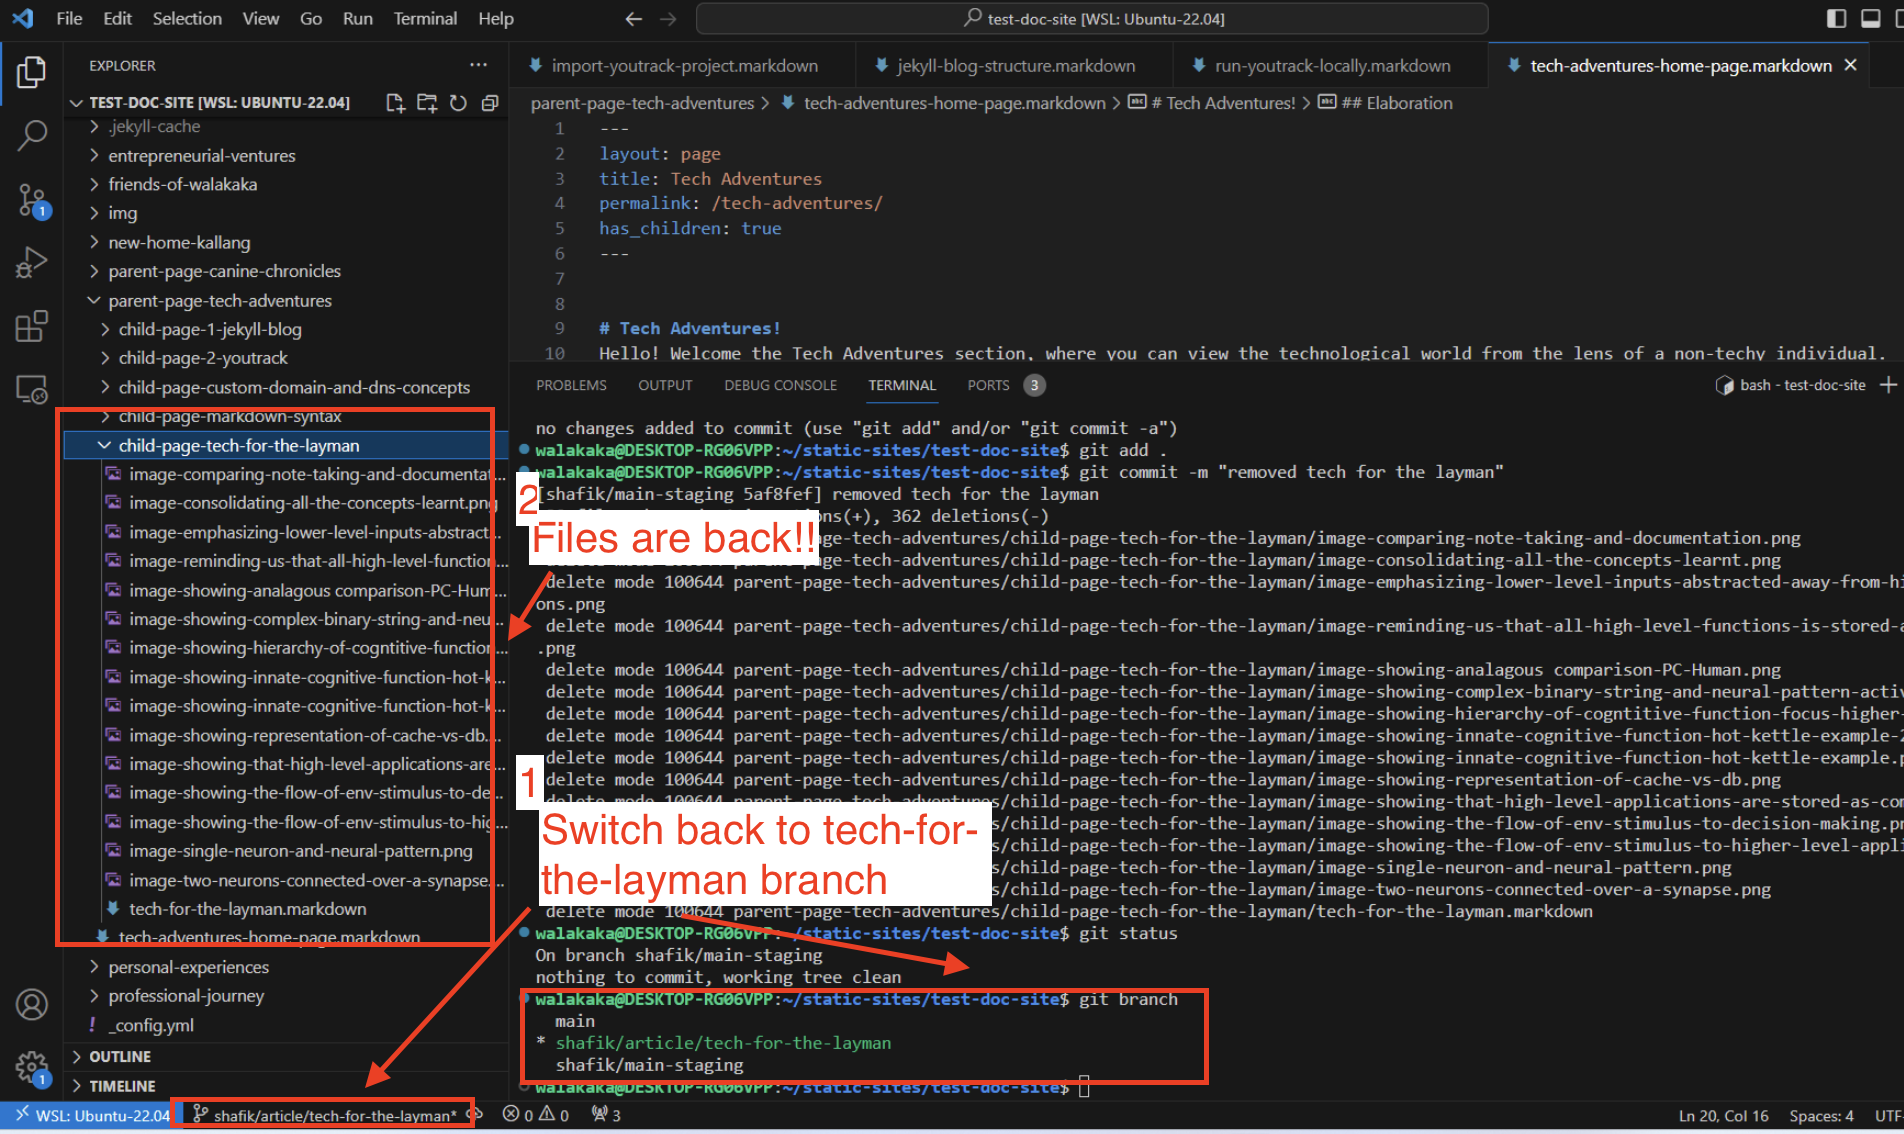 File Edit Selection View Go Run Terminal Help
test-doc-site [WSL: Ubuntu-22.04]
EXPLORER
TEST-DOC-SITE [WSL: UBUNTU-22.04]
.jekyll-cache
entrepreneurial-ventures
friends-of-walakaka
img
new-home-kallang
parent-page-canine-chronicles
parent-page-tech-adventures
child-page-1-jekyll-blog
child-page-2-youtrack
child-page-custom-domain-and-dns-concepts
child-page-markdown-syntax
child-page-tech-for-the-layman
image-comparing-note-taking-and-documentat...
image-consolidating-all-the-concepts-learnt.png
image-emphasizing-lower-level-inputs-abstract...
image-reminding-us-that-all-high-level-function...
image-showing-analagous comparison-PC-Hum...
image-showing-complex-binary-string-and-neu...
image-showing-hierarchy-of-cogntitive-function...
image-showing-innate-cognitive-function-hot-k...
image-showing-innate-cognitive-function-hot-k...
image-showing-representation-of-cache-vs-db....
image-showing-that-high-level-applications-are...
image-showing-the-flow-of-env-stimulus-to-de...
image-showing-the-flow-of-env-stimulus-to-hig...
image-single-neuron-and-neural-pattern.png
image-two-neurons-connected-over-a-synapse....
tech-for-the-layman.markdown
tech-adventures-home-page.markdown
personal-experiences
professional-journey
! _config.yml
OUTLINE
TIMELINE
1
1
import-youtrack-project.markdown jekyll-blog-structure.markdown run-youtrack-locally.markdown tech-adventures-home-page.markdown
parent-page-tech-adventures > tech-adventures-home-page.markdown > # Tech Adventures! > ## Elaboration
1 ---
2 layout: page
3 title: Tech Adventures
4 permalink: /tech-adventures/
5 has_children: true
6 ---
7
8
9 # Tech Adventures!
10 Hello! Welcome the Tech Adventures section, where you can view the technological world from the lens of a non-techy individual.
PROBLEMS OUTPUT DEBUG CONSOLE TERMINAL PORTS 3 bash - test-doc-site
no changes added to commit (use "git add" and/or "git commit -a")
walakaka@DESKTOP-RG06VPP:~/static-sites/test-doc-site$ git add .
walakaka@DESKTOP-RG06VPP:~/static-sites/test-doc-site$ git commit -m "removed tech for the layman"
[shafik/main-staging 5af8fef] removed tech for the layman
ons(+), 362 deletions(-)
2
Files are back!!
ge-tech-adventures/child-page-tech-for-the-layman/image-comparing-note-taking-and-documentation.png
ge-tech-adventures/child-page-tech-for-the-layman/image-consolidating-all-the-concepts-learnt.png
delete mode 100644 parent-page-tech-adventures/child-page-tech-for-the-layman/image-emphasizing-lower-level-inputs-abstracted-away-from-hi
ons.png
delete mode 100644 parent-page-tech-adventures/child-page-tech-for-the-layman/image-reminding-us-that-all-high-level-functions-is-stored-a
.png
delete mode 100644 parent-page-tech-adventures/child-page-tech-for-the-layman/image-showing-analagous comparison-PC-Human.png
delete mode 100644 parent-page-tech-adventures/child-page-tech-for-the-layman/image-showing-complex-binary-string-and-neural-pattern-activ
delete mode 100644 parent-page-tech-adventures/child-page-tech-for-the-layman/image-showing-hierarchy-of-cogntitive-function-focus-higher-
delete mode 100644 parent-page-tech-adventures/child-page-tech-for-the-layman/image-showing-innate-cognitive-function-hot-kettle-example-2
delete mode 100644 parent-page-tech-adventures/child-page-tech-for-the-layman/image-showing-innate-cognitive-function-hot-kettle-example.p
delete mode 100644 parent-page-tech-adventures/child-page-tech-for-the-layman/image-showing-representation-of-cache-vs-db.png
delete mode 100644 parent-page-tech-adventures/child-page-tech-for-the-layman/image-showing-that-high-level-applications-are-stored-as-com
1
Switch back to tech-for-
the-layman branch
s/child-page-tech-for-the-layman/image-showing-the-flow-of-env-stimulus-to-decision-making.pn
s/child-page-tech-for-the-layman/image-showing-the-flow-of-env-stimulus-to-higher-level-appli
s/child-page-tech-for-the-layman/image-single-neuron-and-neural-pattern.png
s/child-page-tech-for-the-layman/image-two-neurons-connected-over-a-synapse.png
delete mode 100644 parent-page-tech-adventures/child-page-tech-for-the-layman/tech-for-the-layman.markdown
walakaka@DESKTOP-RG06VPP:~/static-sites/test-doc-site$ git status
On branch shafik/main-staging
nothing to commit, working tree clean
walakaka@DESKTOP-RG06VPP:~/static-sites/test-doc-site$ git branch
main
* shafik/article/tech-for-the-layman
shafik/main-staging
walakaka@DESKTOP-RG06VPP:~/static-sites/test-doc-site$
WSL: Ubuntu-22.04 shafik/article/tech-for-the-layman* 0 0 3 Ln 20, Col 16 Spaces: 4 UTF-